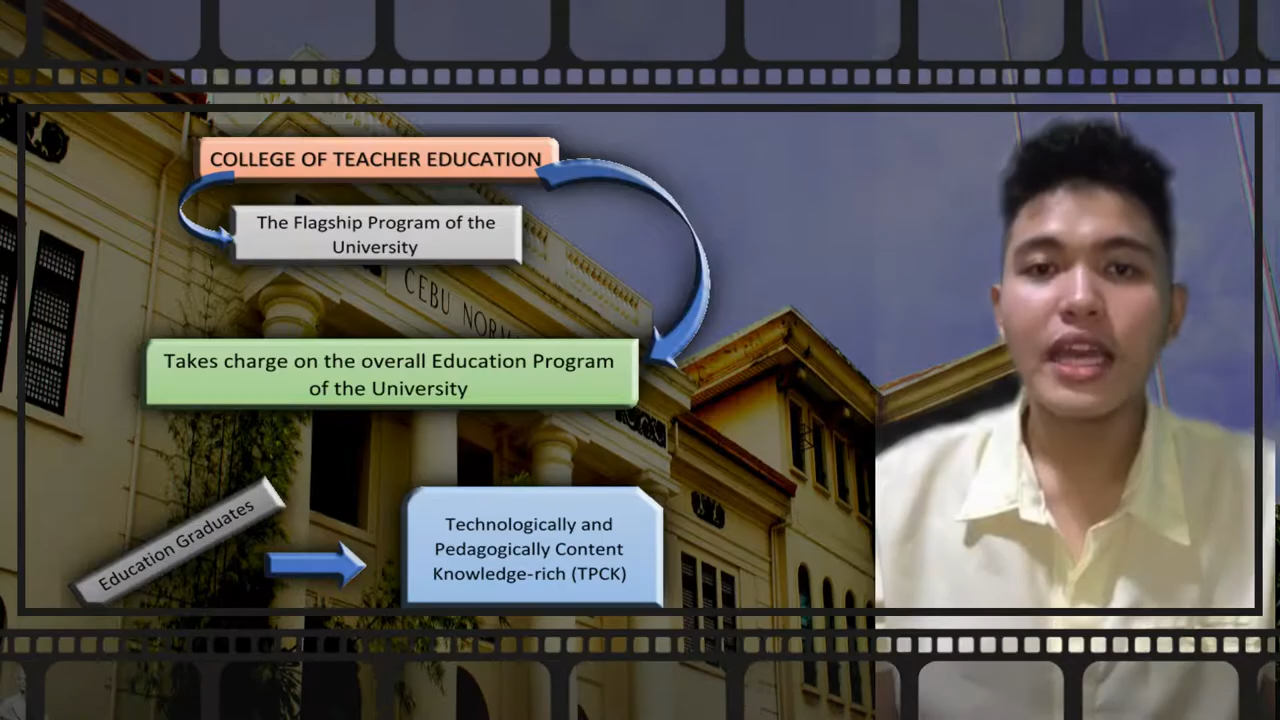 COLLEGE OF TEACHER EDUCATION
The Flagship Program of the
University
CEBU NORM
Takes charge on the overall Education Program
of the University
Education Graduates
Technologically and
Pedagogically Content
Knowledge-rich (TPCK)